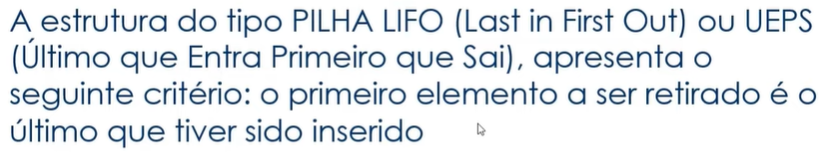 A estrutura do tipo PILHA LIFO (Last in First Out) ou UEPS
(Último que Entra Primeiro que Sai), apresenta o
seguinte critério: o primeiro elemento a ser retirado é o
último que tiver sido inserido